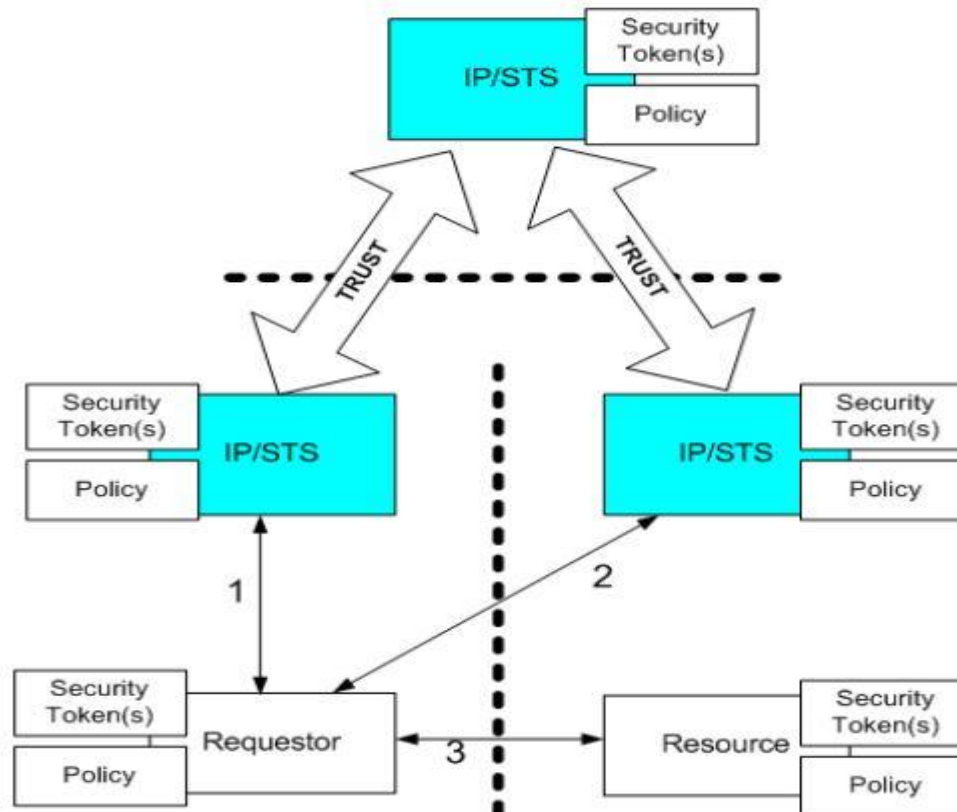 Security
Token(s)
IP/STS
Policy
TRUST
TRUST
Security
Token(s)
IP/STS
Policy
Security
Token(s)
IP/STS
Policy
1
2
Security
Token(s)
Requestor
Policy
3
Security
Token(s)
Resource
Policy